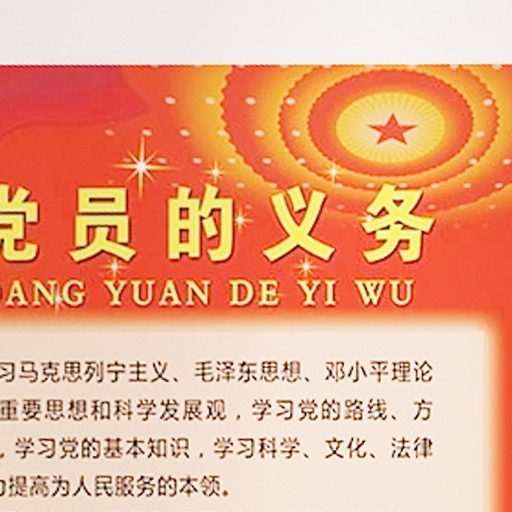 党员的义务
DANG YUAN DE YI WU
习马克思列宁主义、毛泽东思想、邓小平理论
重要思想和科学发展观，学习党的路线、方
，学习党的基本知识，学习科学、文化、法律
力提高为人民服务的本领。